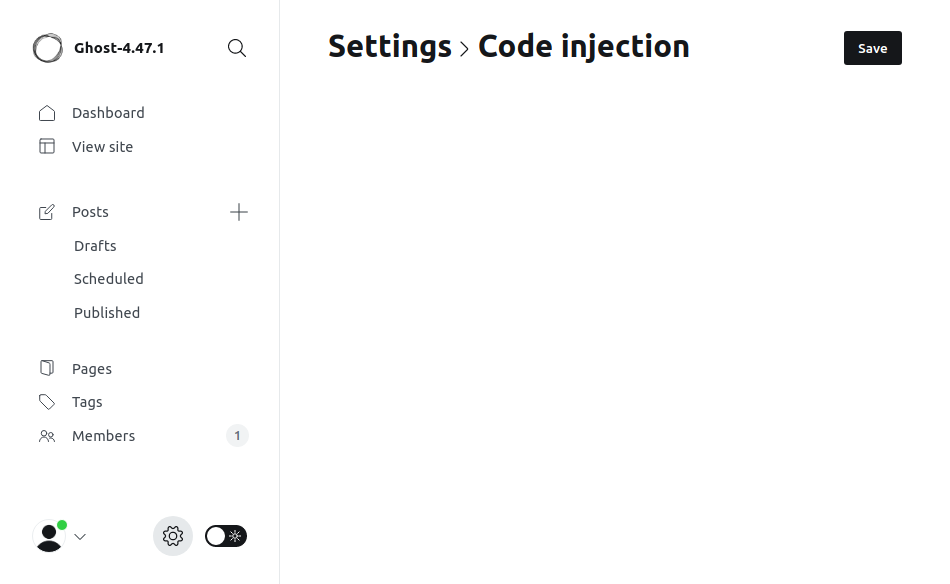 Ghost-4.47.1
Dashboard
View site
Posts
Drafts
Scheduled
Published
Pages
Tags
Members 1
Settings > Code injection
Save